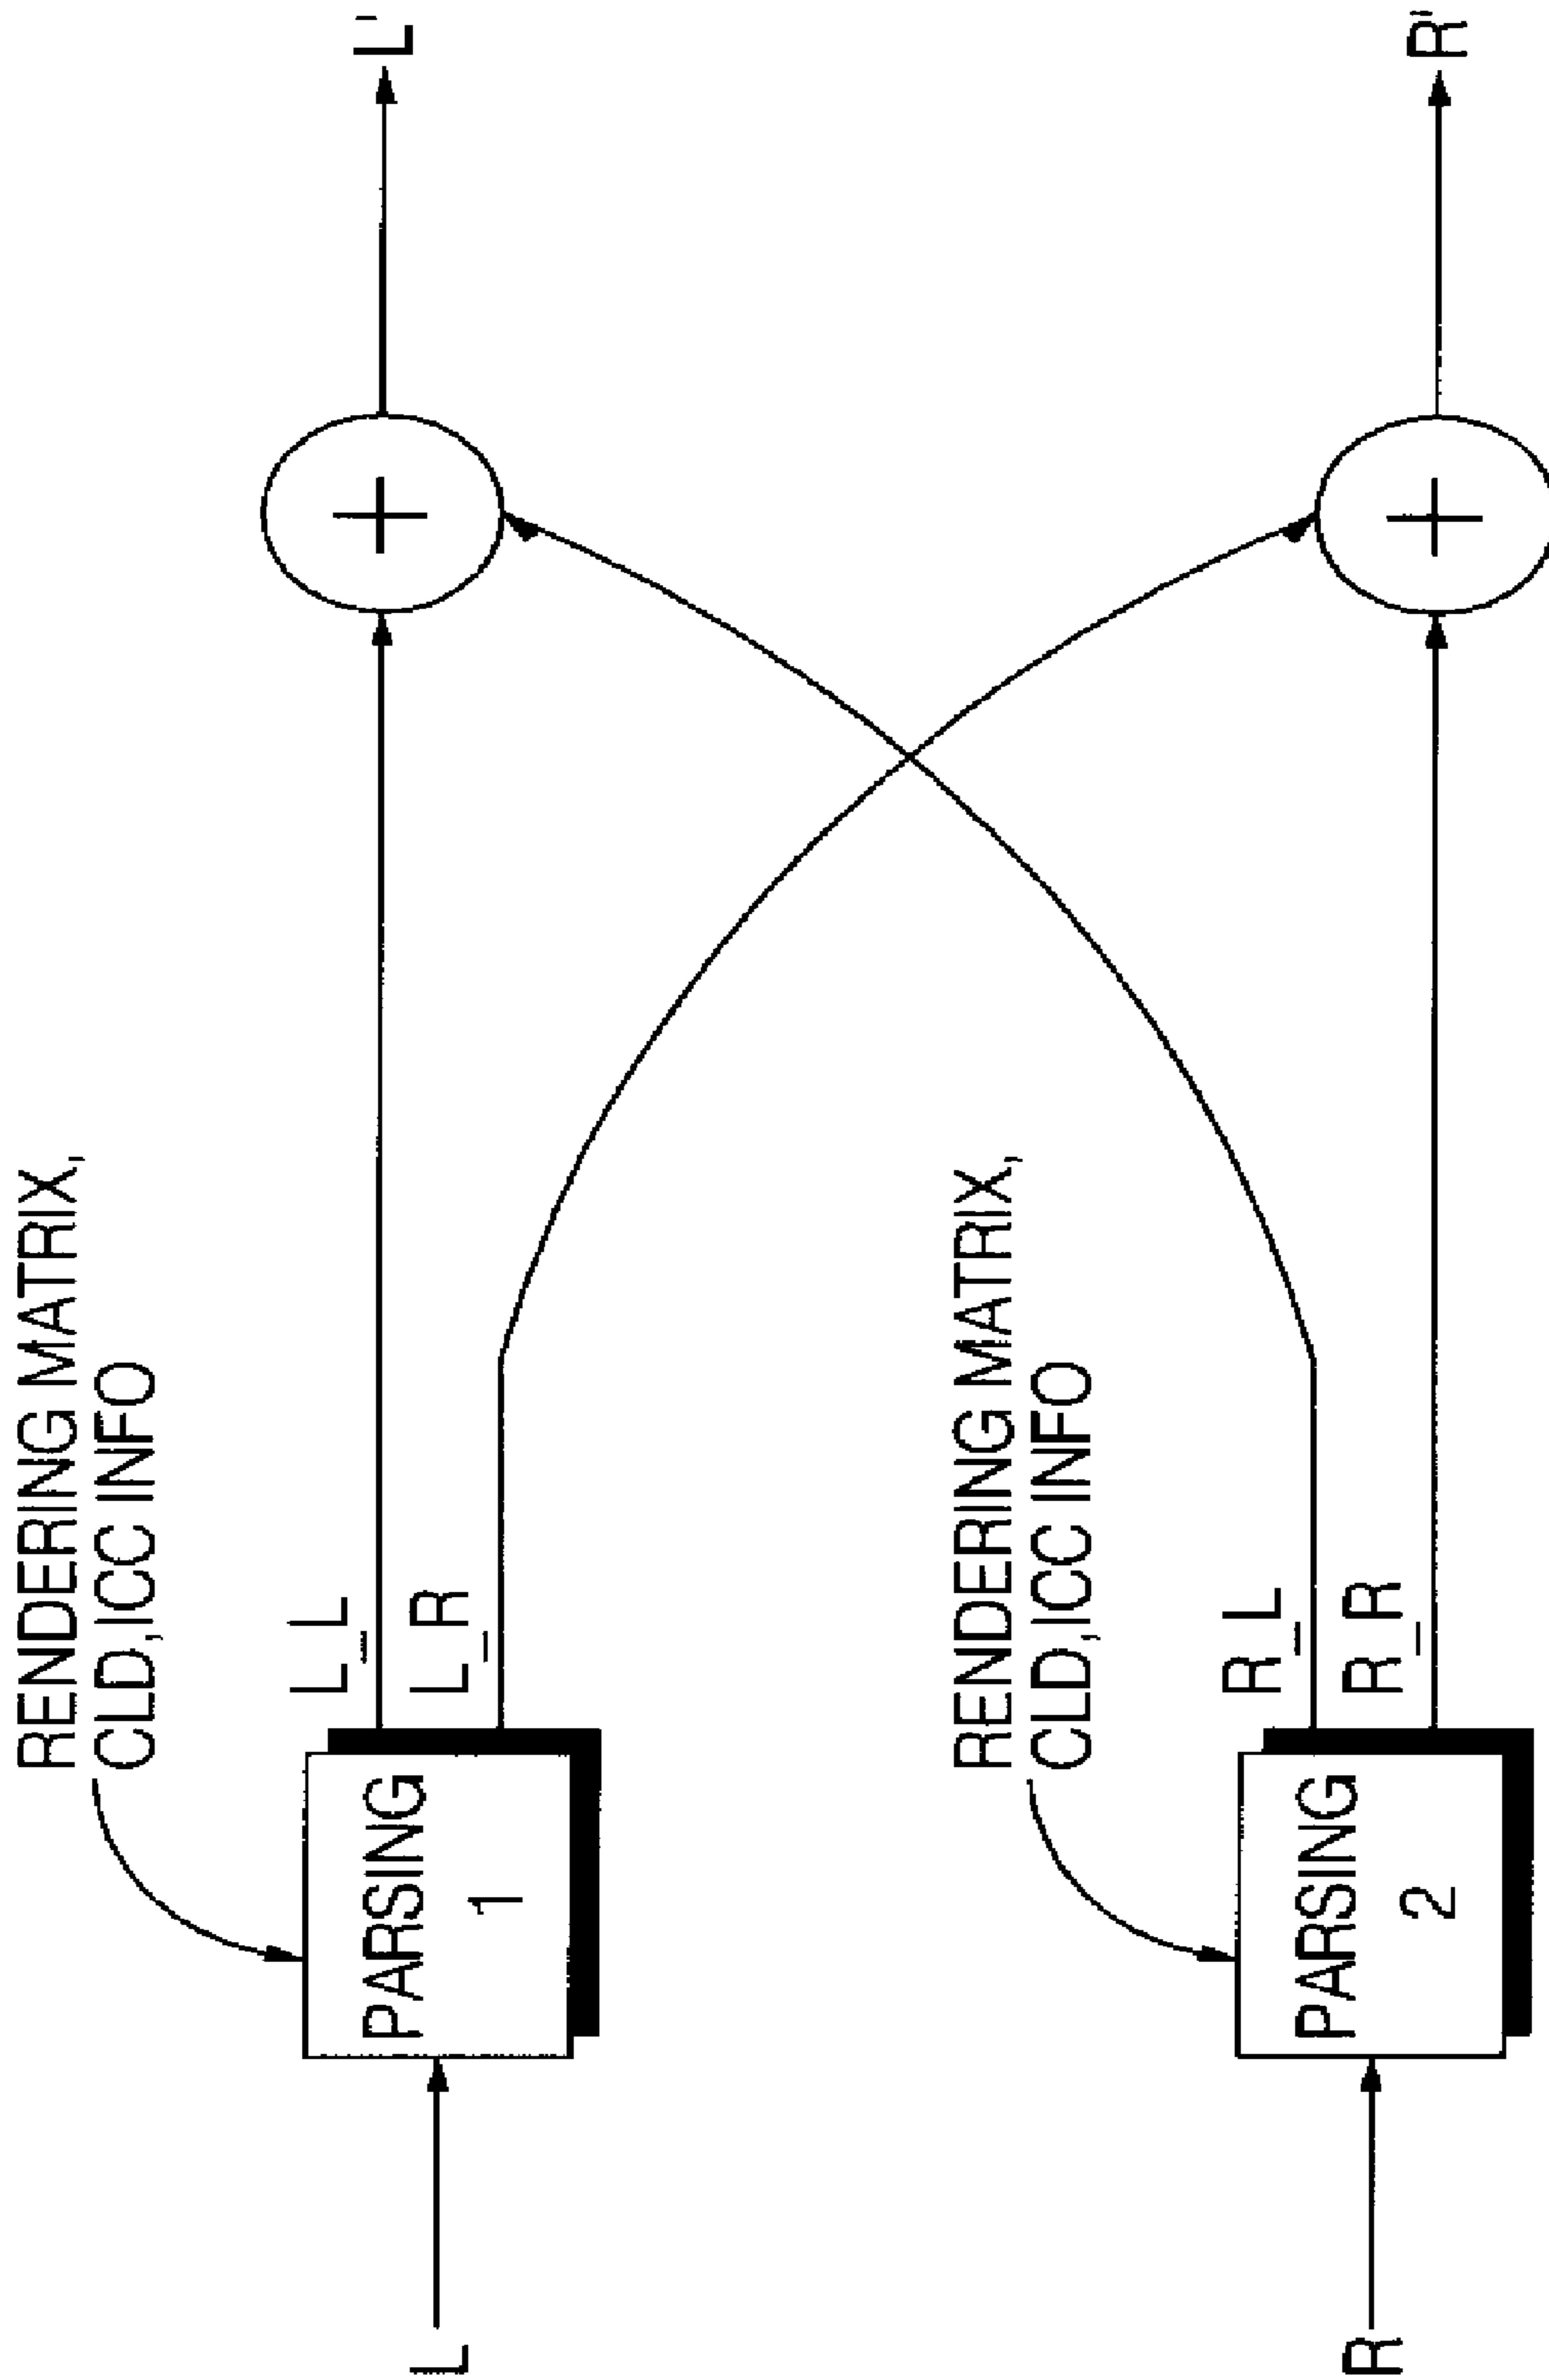 RENDERING MATRIX,
CLD,ICC INFO
L
PARSING
1
L_L
L_R
+
L'
RENDERING MATRIX,
CLD,ICC INFO
R
PARSING
2
R_L
R_R
+
R'